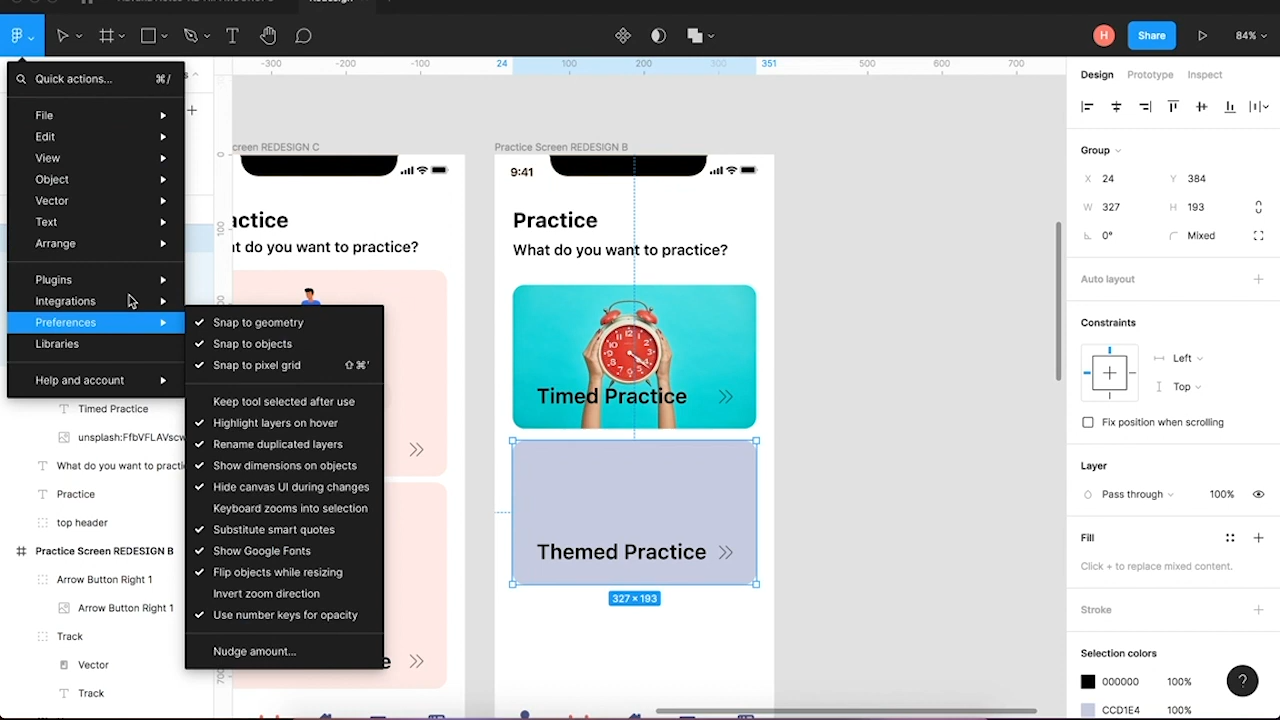 Redesign
Share
84%
Quick actions...
⌘/
File
Edit
View
Object
Vector
Text
Arrange
Plugins
Integrations
Preferences
Libraries
Help and account
Snap to geometry
Snap to objects
Snap to pixel grid
⇧⌘'
Keep tool selected after use
Highlight layers on hover
Rename duplicated layers
Show dimensions on objects
Hide canvas UI during changes
Keyboard zooms into selection
Substitute smart quotes
Show Google Fonts
Flip objects while resizing
Invert zoom direction
Use number keys for opacity
Nudge amount...
Timed Practice
unsplash:FfbVFLAVscw
What do you want to practi
Practice
top header
Practice Screen REDESIGN B
Arrow Button Right 1
Arrow Button Right 1
Track
Vector
Track
-300
-200
-100
24
100
200
300
351
500
600
700
0
100
creen REDESIGN C
actice
at do you want to practice?
e
Practice Screen REDESIGN B
9:41
Practice
What do you want to practice?
Timed Practice
Themed Practice
327 × 193
H
Design
Prototype
Inspect
Group
X 24
Y 384
W 327
H 193
0°
Mixed
Auto layout
Constraints
Left
Top
Fix position when scrolling
Layer
Pass through
100%
Fill
Click + to replace mixed content.
Stroke
Selection colors
000000
100%
CCD1E4
100%
?